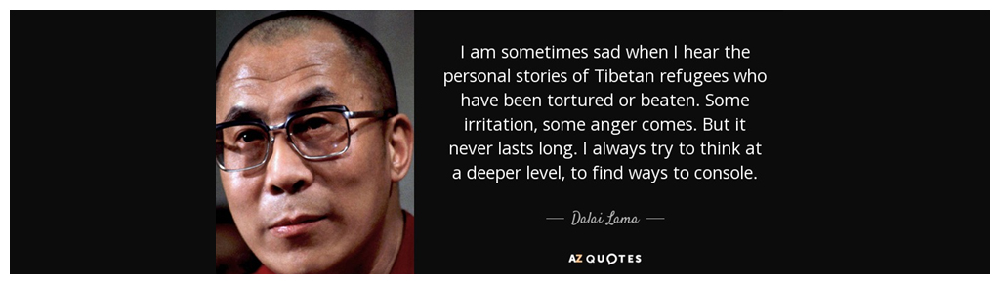 I am sometimes sad when I hear the
personal stories of Tibetan refugees who
have been tortured or beaten. Some
irritation, some anger comes. But it
never lasts long. I always try to think at
a deeper level, to find ways to console.
Dalai Lama
AZ QUOTES